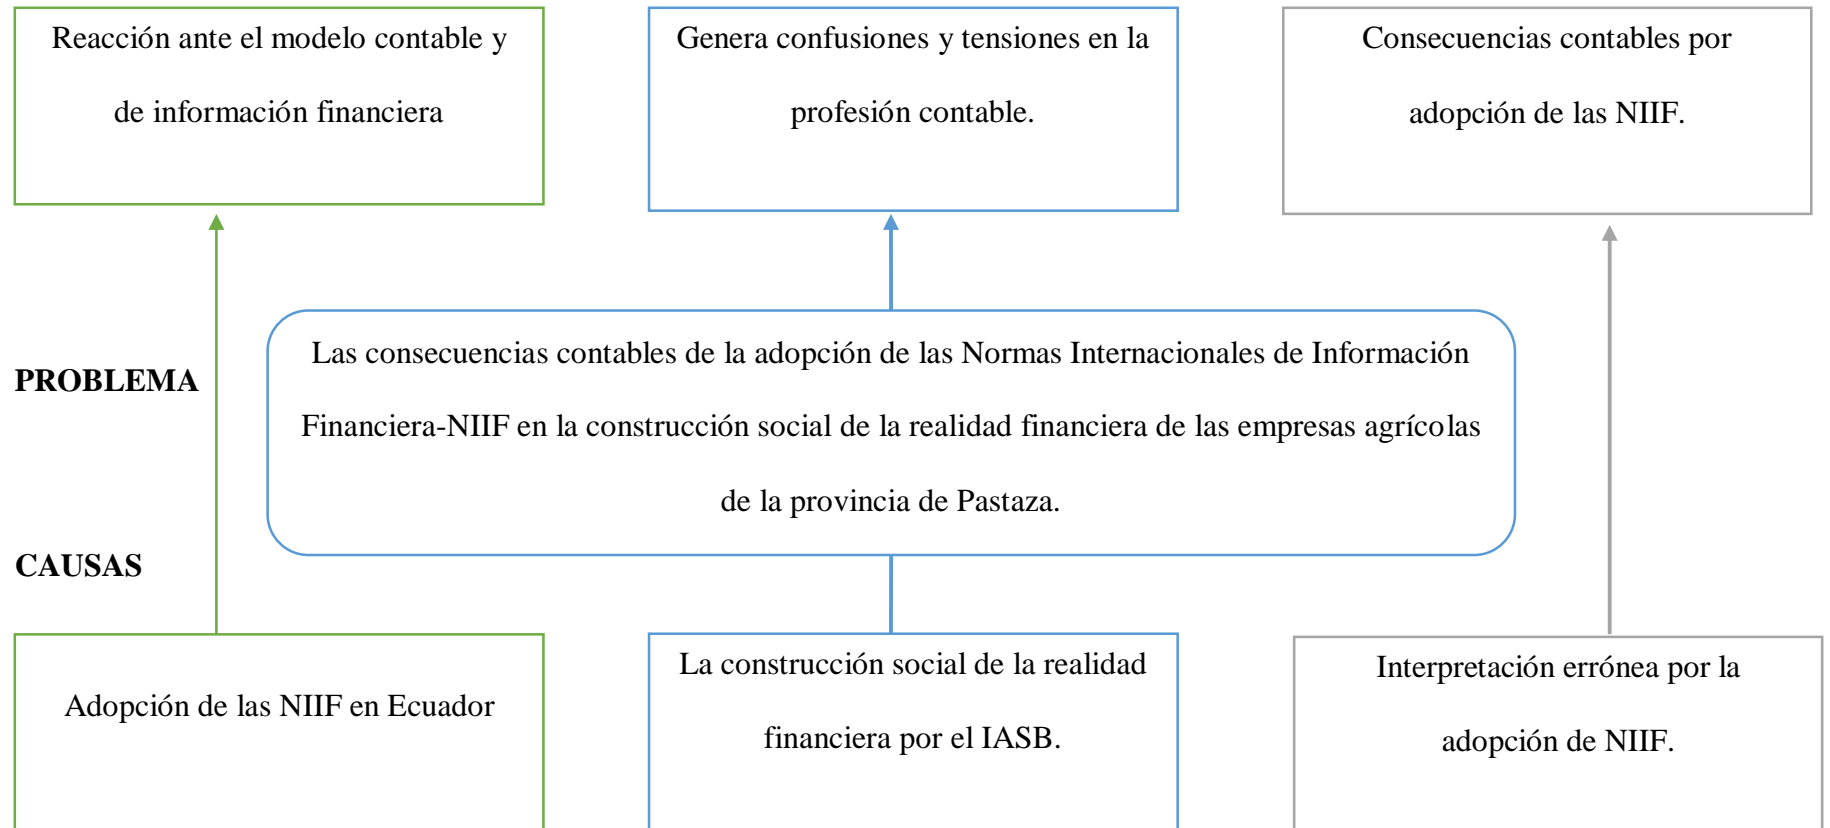 Reacción ante el modelo contable y
de información financiera
Genera confusiones y tensiones en la
profesión contable.
Consecuencias contables por
adopción de las NIIF.
PROBLEMA
Las consecuencias contables de la adopción de las Normas Internacionales de Información
Financiera-NIIF en la construcción social de la realidad financiera de las empresas agrícolas
de la provincia de Pastaza.
CAUSAS
Adopción de las NIIF en Ecuador
La construcción social de la realidad
financiera por el IASB.
Interpretación errónea por la
adopción de NIIF.